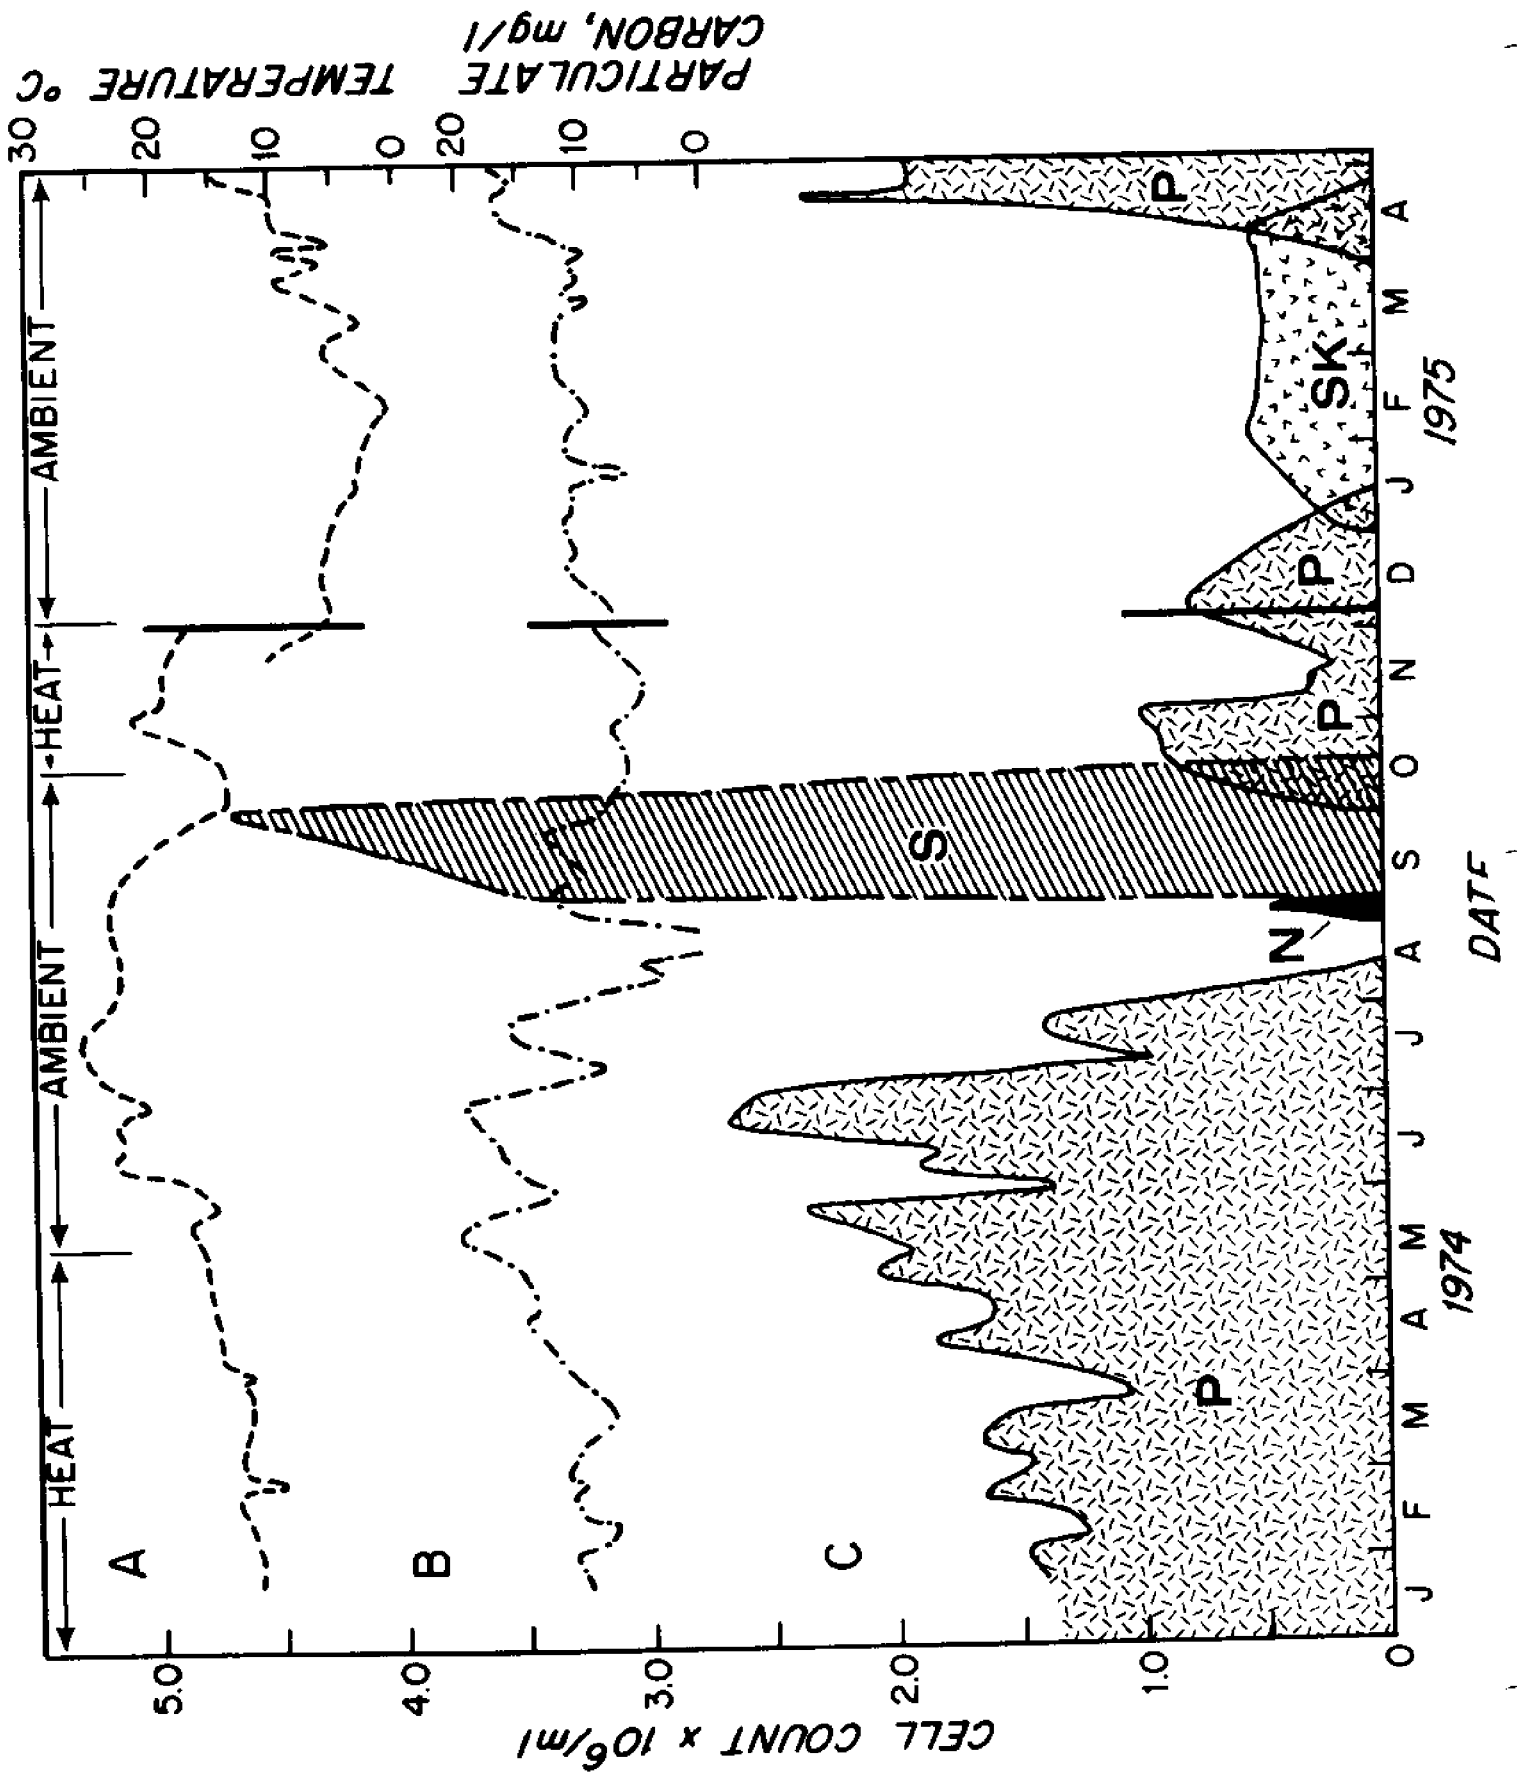 HEAT AMBIENT HEAT AMBIENT
A
B
C
5.0
4.0
3.0
2.0
1.0
0
CELL COUNT x 10⁶/ml
30
20
10
0
TEMPERATURE °C
20
10
0
PARTICULATE
CARBON, mg/l
P
N
S
P
P
SK
P
J F M A M J J A S O N D J F M A
1974 1975
DATE